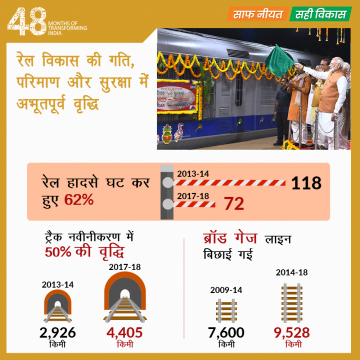 48 MONTHS OF
TRANSFORMING
INDIA
साफ नीयत सही विकास
रेल विकास की गति,
परिमाण और सुरक्षा में
अभूतपूर्व वृद्धि
रेल हादसे घट कर
हुए 62%
2013-14
118
2017-18
72
ट्रैक नवीनीकरण में
50% की वृद्धि
2013-14
2017-18
2,926
किमी
4,405
किमी
ब्रॉड गेज लाइन
बिछाई गई
2009-14
2014-18
7,600
किमी
9,528
किमी